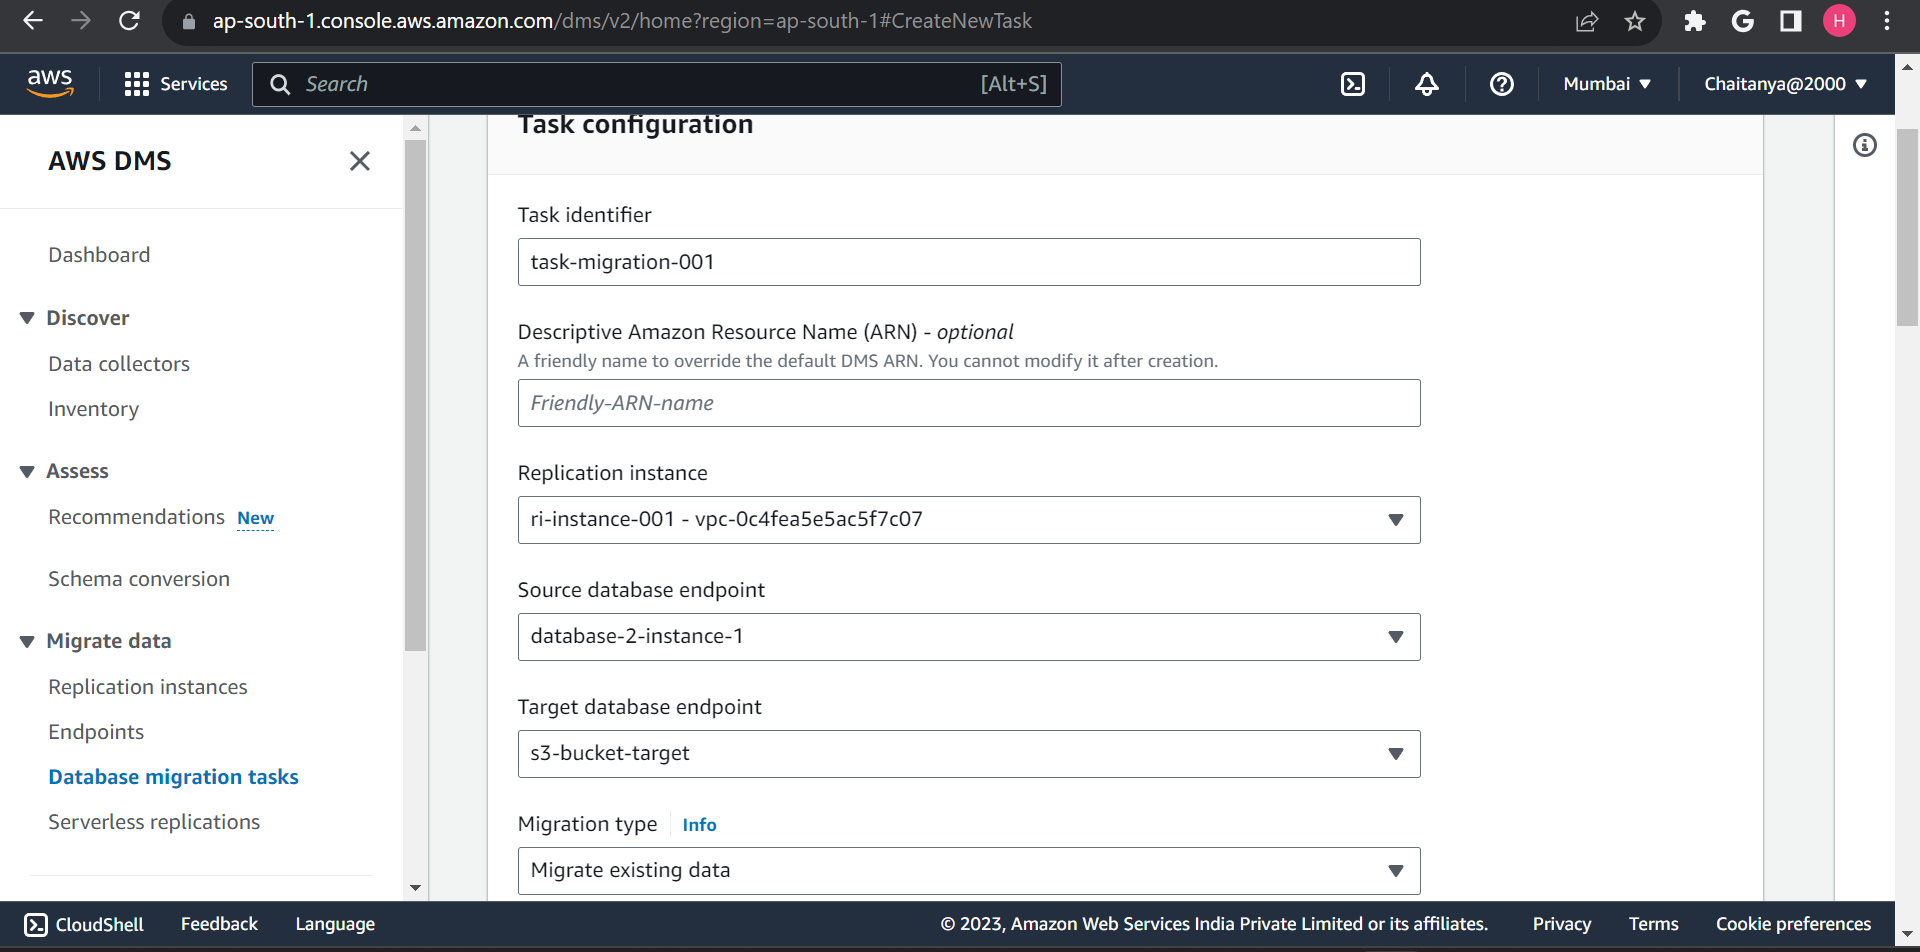 ap-south-1.console.aws.amazon.com/dms/v2/home?region=ap-south-1#CreateNewTask
H
aws
Services
Search
[Alt+S]
Mumbai
Chaitanya@2000
AWS DMS
Dashboard
Discover
Data collectors
Inventory
Assess
Recommendations New
Schema conversion
Migrate data
Replication instances
Endpoints
Database migration tasks
Serverless replications
Task configuration
Task identifier
task-migration-001
Descriptive Amazon Resource Name (ARN) - optional
A friendly name to override the default DMS ARN. You cannot modify it after creation.
Friendly-ARN-name
Replication instance
ri-instance-001 - vpc-0c4fea5e5ac5f7c07
Source database endpoint
database-2-instance-1
Target database endpoint
s3-bucket-target
Migration type Info
Migrate existing data
CloudShell
Feedback
Language
© 2023, Amazon Web Services India Private Limited or its affiliates.
Privacy
Terms
Cookie preferences